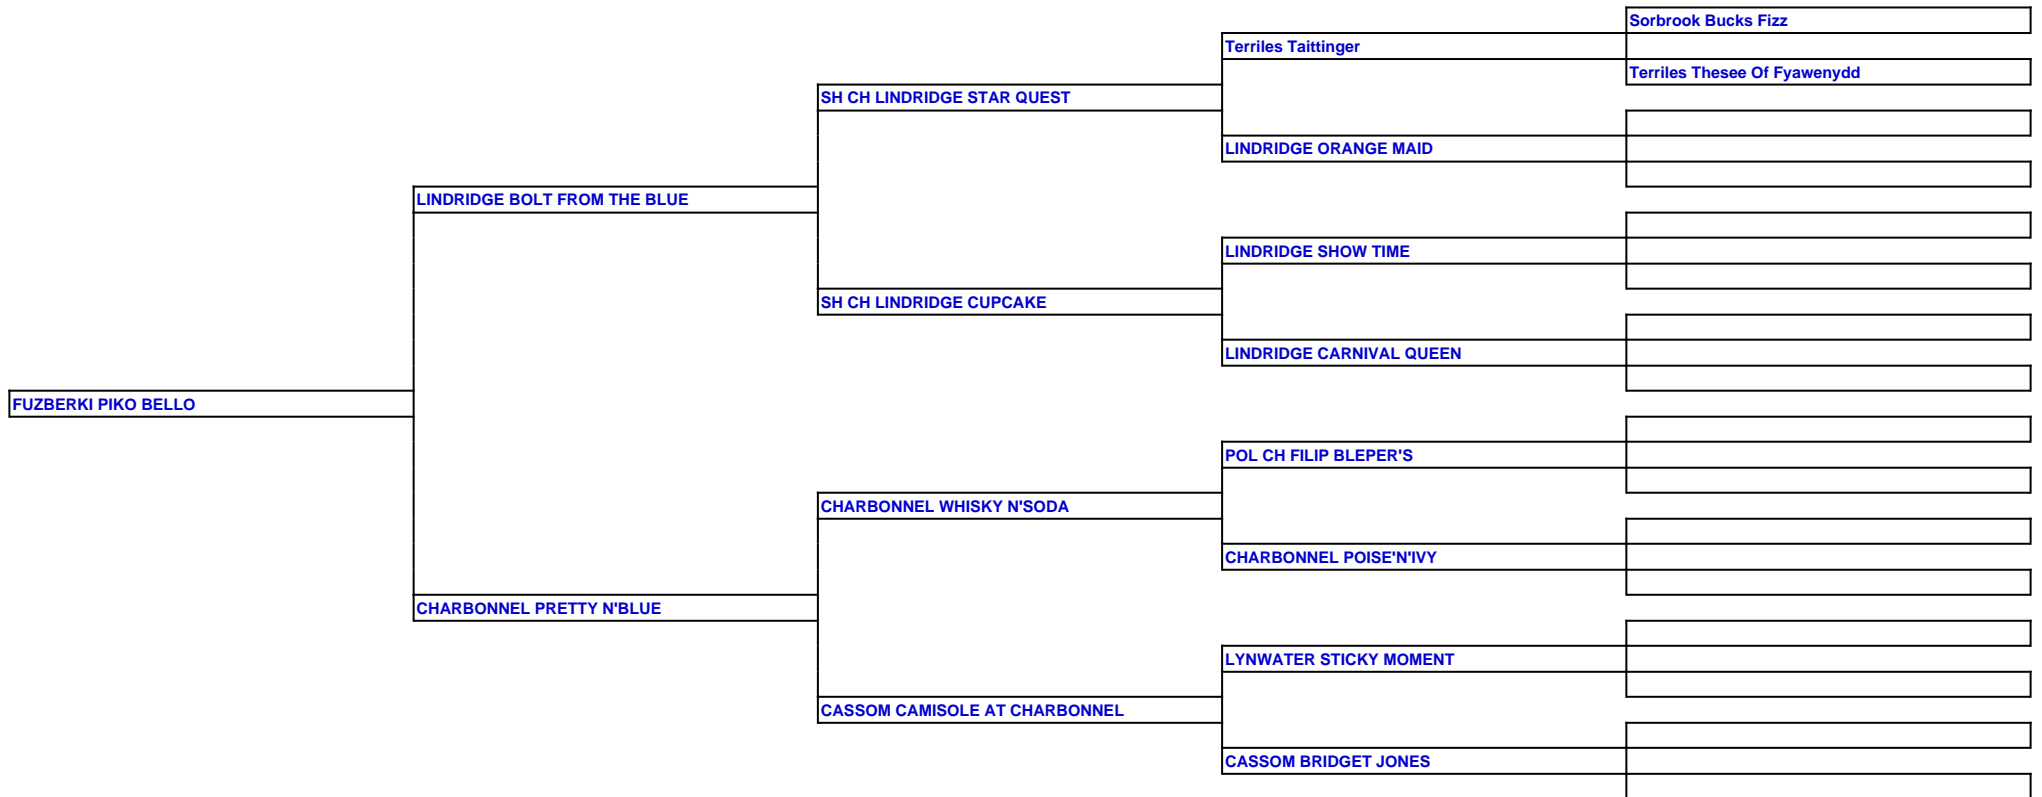 Sorbrook Bucks Fizz
Terriles Taittinger
Terriles Thesee Of Fyawenydd
SH CH LINDRIDGE STAR QUEST
LINDRIDGE ORANGE MAID
LINDRIDGE BOLT FROM THE BLUE
LINDRIDGE SHOW TIME
SH CH LINDRIDGE CUPCAKE
LINDRIDGE CARNIVAL QUEEN
FUZBERKI PIKO BELLO
POL CH FILIP BLEPER'S
CHARBONNEL WHISKY N'SODA
CHARBONNEL POISE'N'IVY
CHARBONNEL PRETTY N'BLUE
LYNWATER STICKY MOMENT
CASSOM CAMISOLE AT CHARBONNEL
CASSOM BRIDGET JONES